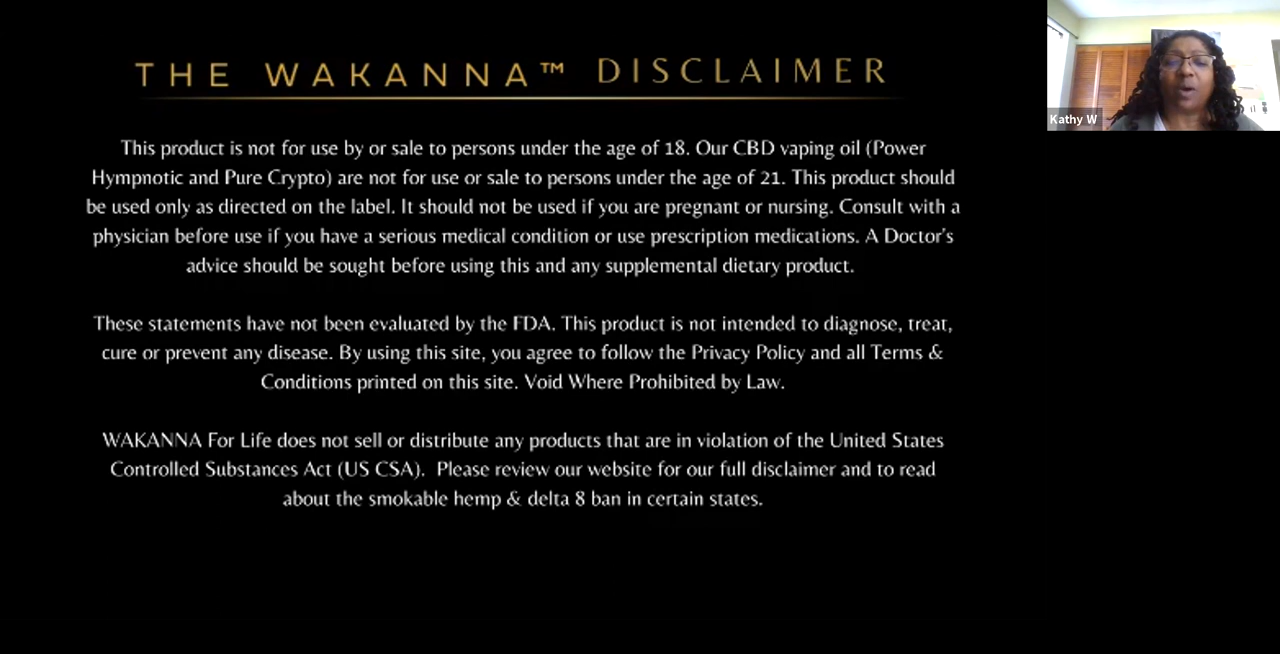 THE WAKANNA™ DISCLAIMER
This product is not for use by or sale to persons under the age of 18. Our CBD vaping oil (Power
Hympnotic and Pure Crypto) are not for use or sale to persons under the age of 21. This product should
be used only as directed on the label. It should not be used if you are pregnant or nursing. Consult with a
physician before use if you have a serious medical condition or use prescription medications. A Doctor's
advice should be sought before using this and any supplemental dietary product.
These statements have not been evaluated by the FDA. This product is not intended to diagnose, treat,
cure or prevent any disease. By using this site, you agree to follow the Privacy Policy and all Terms &
Conditions printed on this site. Void Where Prohibited by Law.
WAKANNA For Life does not sell or distribute any products that are in violation of the United States
Controlled Substances Act (US CSA).  Please review our website for our full disclaimer and to read
about the smokable hemp & delta 8 ban in certain states.
Kathy W